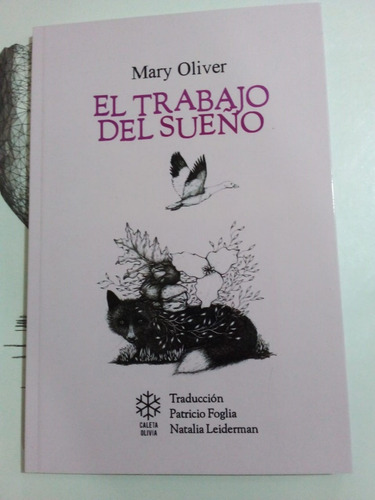 Mary Oliver
EL TRABAJO
DEL SUEÑO
CALETA
OLIVIA
Traducción
Patricio Foglia
Natalia Leiderman